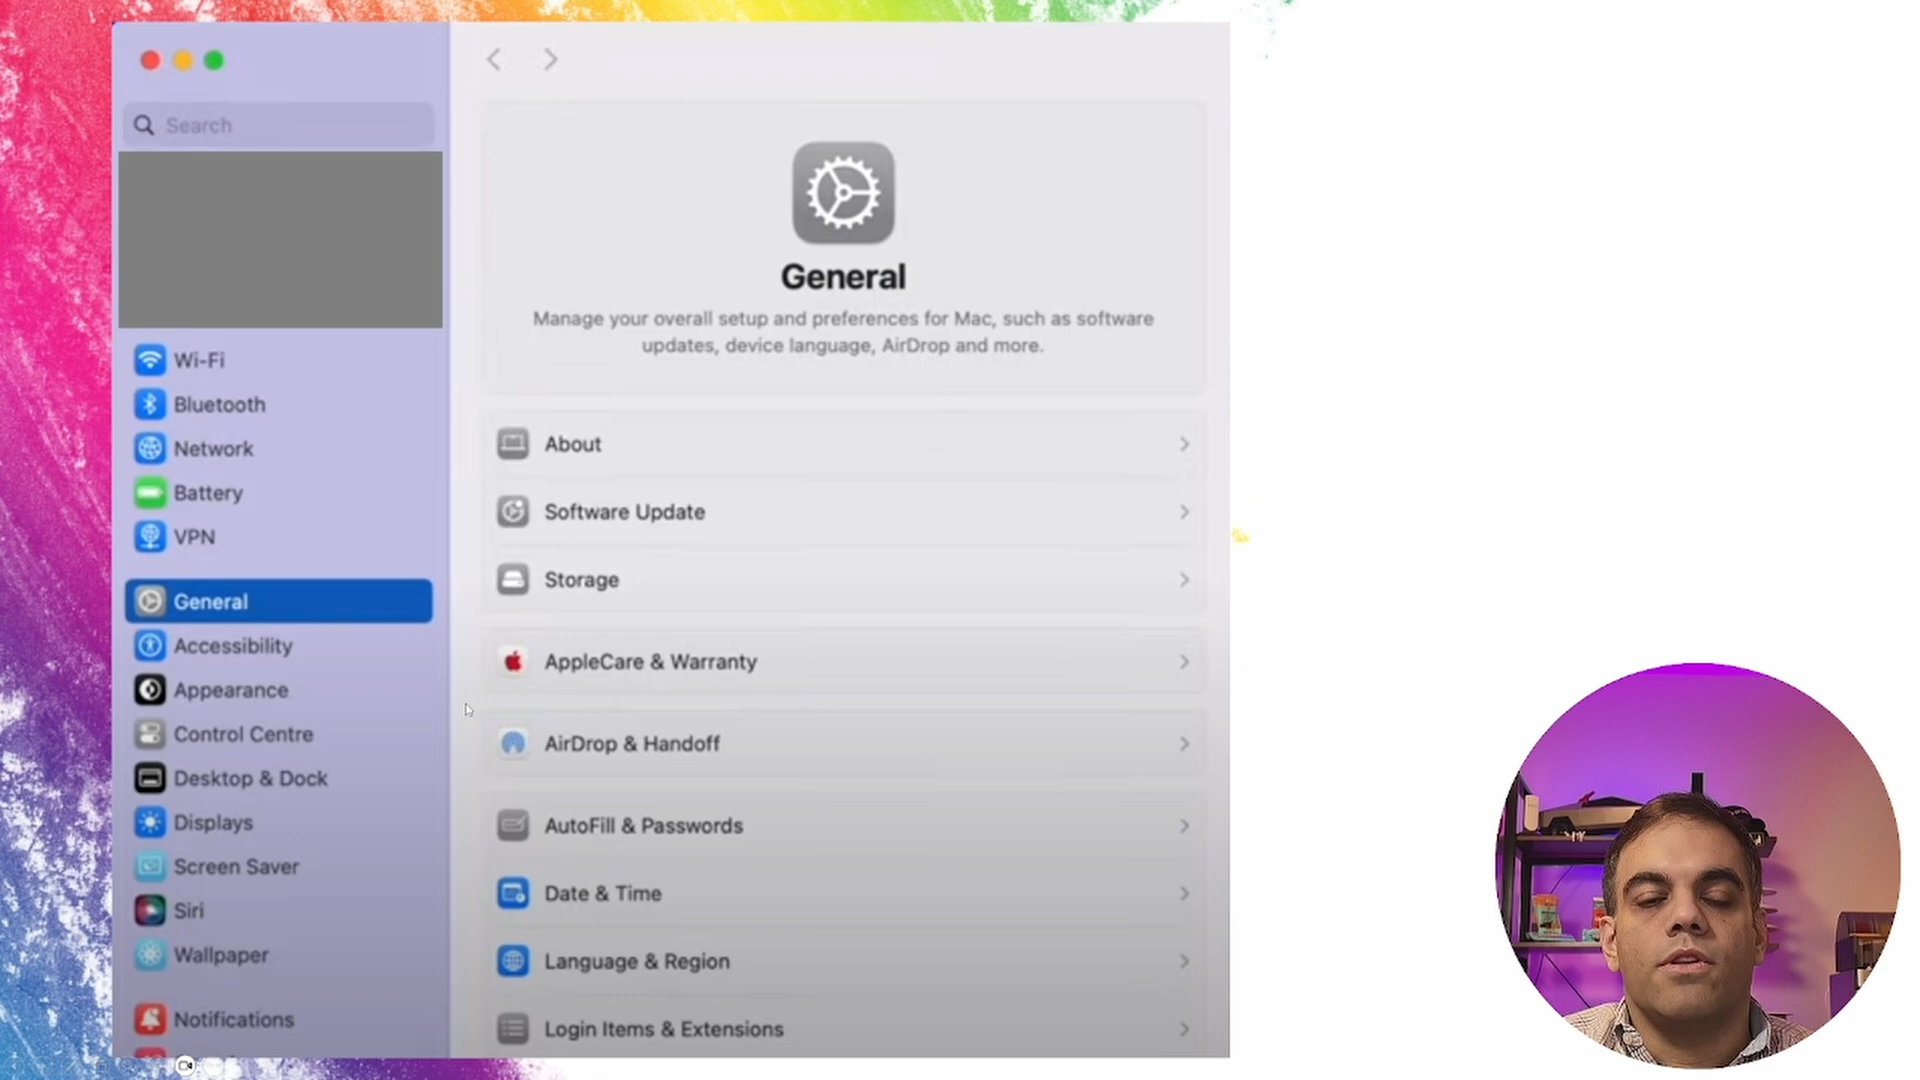 Search
Wi-Fi
Bluetooth
Network
Battery
VPN
General
Accessibility
Appearance
Control Centre
Desktop & Dock
Displays
Screen Saver
Siri
Wallpaper
Notifications
General
Manage your overall setup and preferences for Mac, such as software
updates, device language, AirDrop and more.
About
Software Update
Storage
AppleCare & Warranty
AirDrop & Handoff
AutoFill & Passwords
Date & Time
Language & Region
Login Items & Extensions